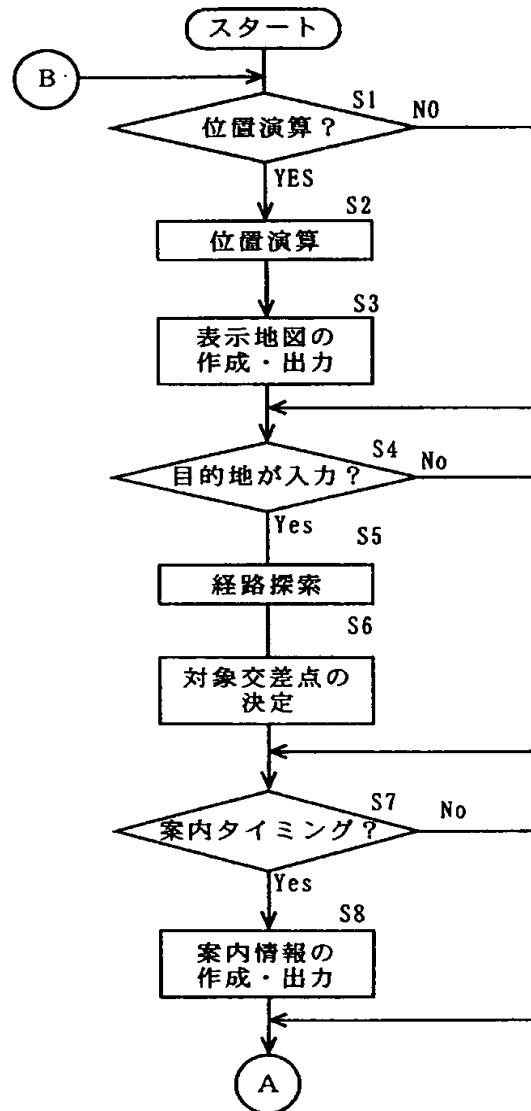 スタート
B
S1
位置演算?
NO
YES
S2
位置演算
S3
表示地図の
作成・出力
S4
目的地が入力?
No
Yes
S5
経路探索
S6
対象交差点の
決定
S7
案内タイミング?
No
Yes
S8
案内情報の
作成・出力
A